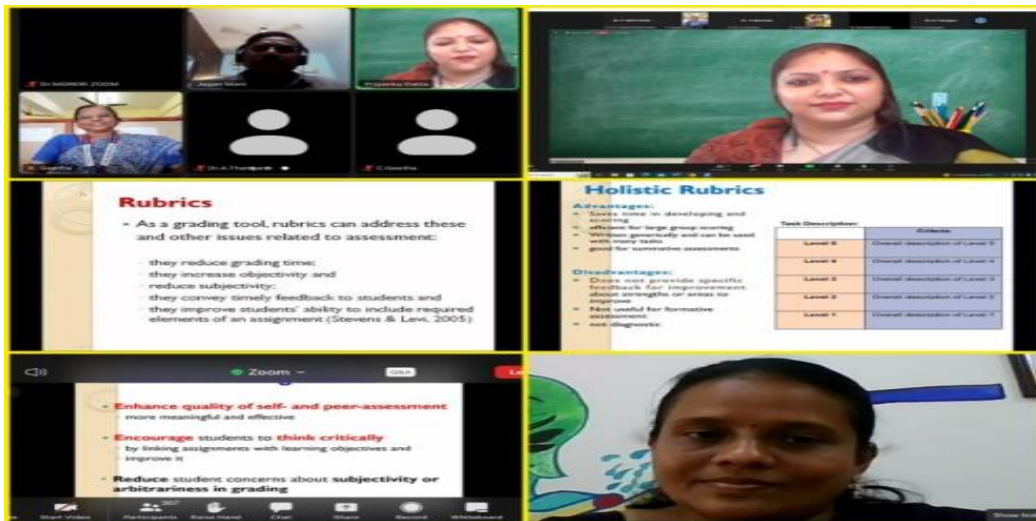 Dr.MOREIRI ZOOM
Jagan Mani
Priyanka Datta
Geetha
Dr.A.Thanjavur
C.Geetha
Rubrics
• As a grading tool, rubrics can address these
and other issues related to assessment:
they reduce grading time;
they increase objectivity and
reduce subjectivity;
they convey timely feedback to students and
they improve students' ability to include required
elements of an assignment (Stevens & Levi, 2005)
Holistic Rubrics
Advantages:
• Saves time in developing and
scoring
• efficient for large group scoring
• Written generically and can be used
with many tasks
• good for summative assessments
Disadvantages:
• Does not provide specific
feedback for improvement
about strengths or areas to
improve
• Not useful for formative
assessment
• not diagnostic
Task Description:
Criteria
Level 5 Overall description of Level 5
Level 4 Overall description of Level 4
Level 3 Overall description of Level 3
Level 2 Overall description of Level 2
Level 1 Overall description of Level 1
Zoom
Q&A
• Enhance quality of self- and peer-assessment
more meaningful and effective
• Encourage students to think critically
by linking assignments with learning objectives and
improve it
• Reduce student concerns about subjectivity or
arbitrariness in grading
Start Video Participants Raise Hand Chat Share Record Whiteboard